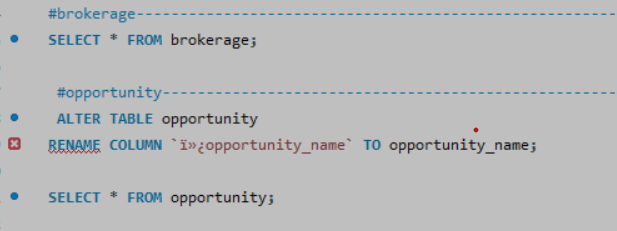 #brokerage-----------------------------------------------------
SELECT * FROM brokerage;
#opportunity--------------------------------------------------
ALTER TABLE opportunity
RENAME COLUMN `ï»¿opportunity_name` TO opportunity_name;
SELECT * FROM opportunity;